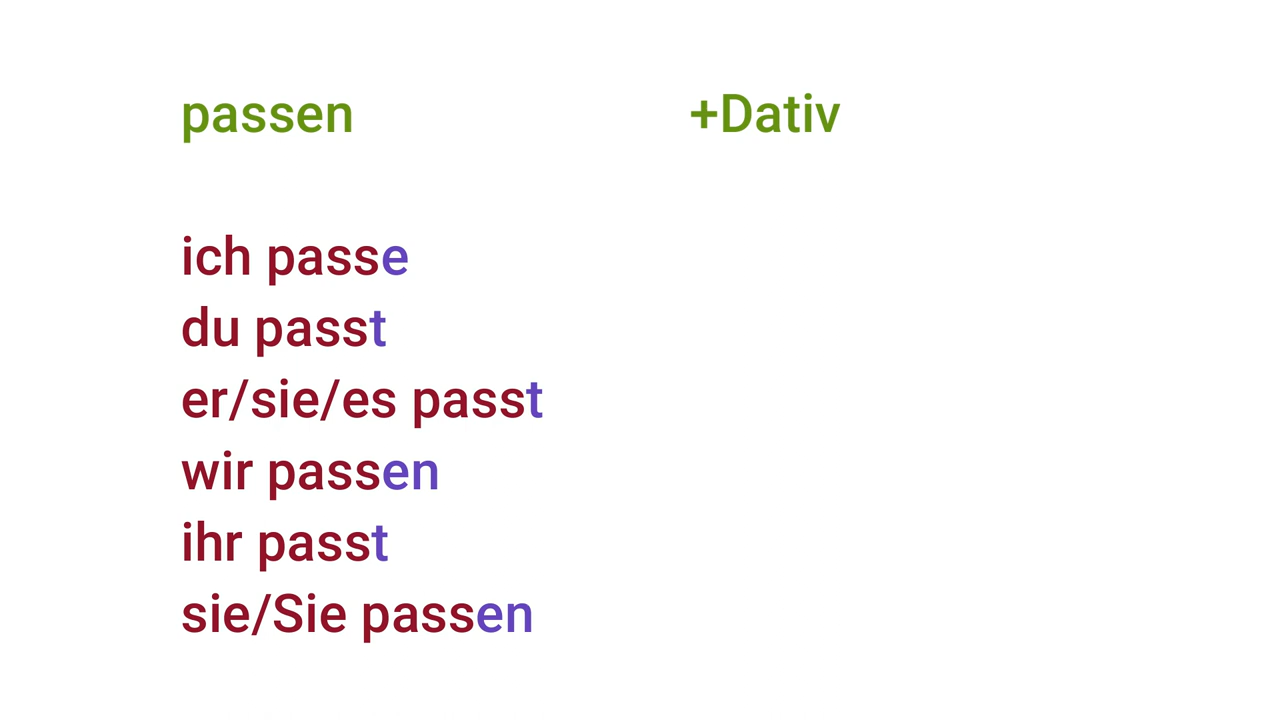 passen +Dativ
ich passe
du passt
er/sie/es passt
wir passen
ihr passt
sie/Sie passen